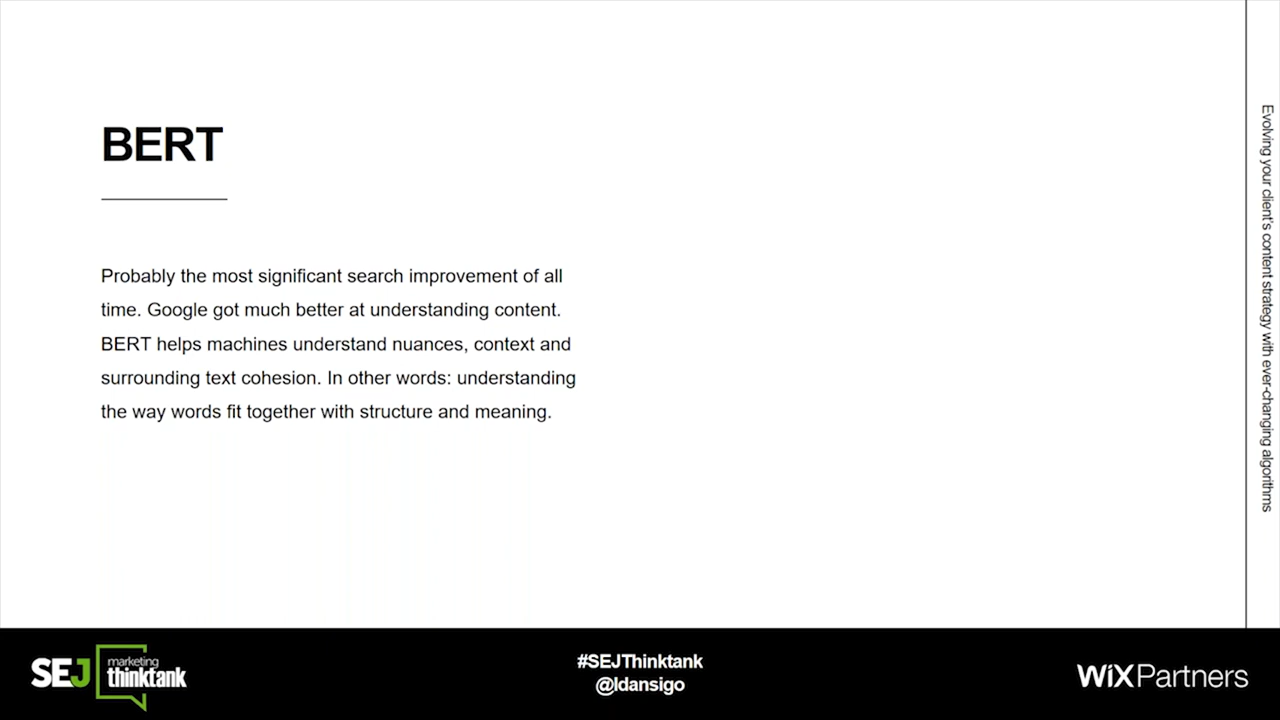 BERT
Probably the most significant search improvement of all
time. Google got much better at understanding content.
BERT helps machines understand nuances, context and
surrounding text cohesion. In other words: understanding
the way words fit together with structure and meaning.
Evolving your client's content strategy with ever-changing algorithms
SEJ marketing
thinktank
#SEJThinktank
@Idansigo
WiXPartners